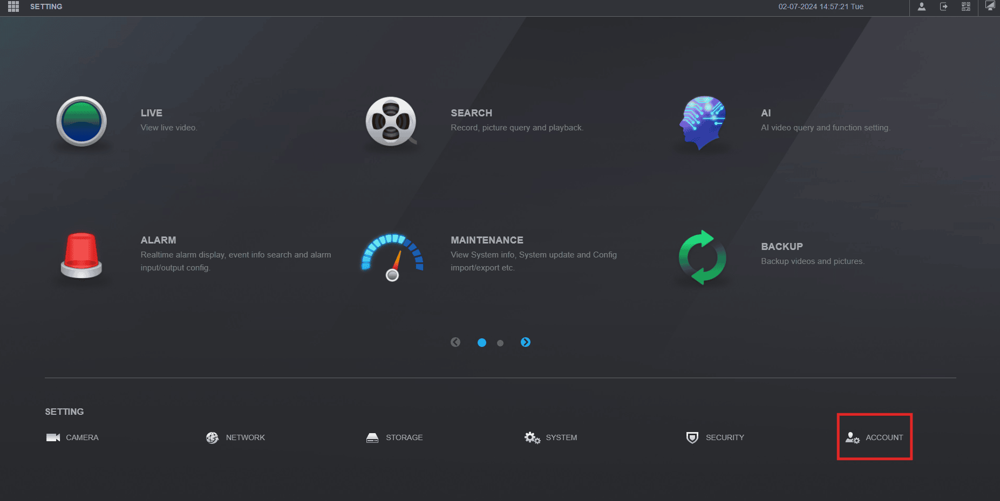 SETTING
02-07-2024 14:57:21 Tue
LIVE
View live video.
SEARCH
Record, picture query and playback.
AI
AI video query and function setting.
ALARM
Realtime alarm display, event info search and alarm
input/output config.
MAINTENANCE
View System info, System update and Config
import/export etc.
BACKUP
Backup videos and pictures.
SETTING
CAMERA
NETWORK
STORAGE
SYSTEM
SECURITY
ACCOUNT